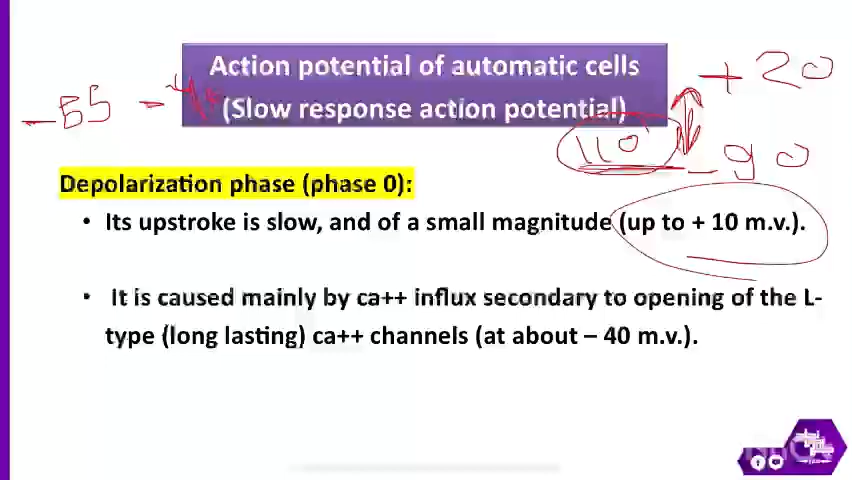 Action potential of automatic cells
(Slow response action potential)
+ 20
- 55 - 40
110
- 90
Depolarization phase (phase 0):
• Its upstroke is slow, and of a small magnitude (up to + 10 m.v.).
• It is caused mainly by ca++ influx secondary to opening of the L-
type (long lasting) ca++ channels (at about – 40 m.v.).